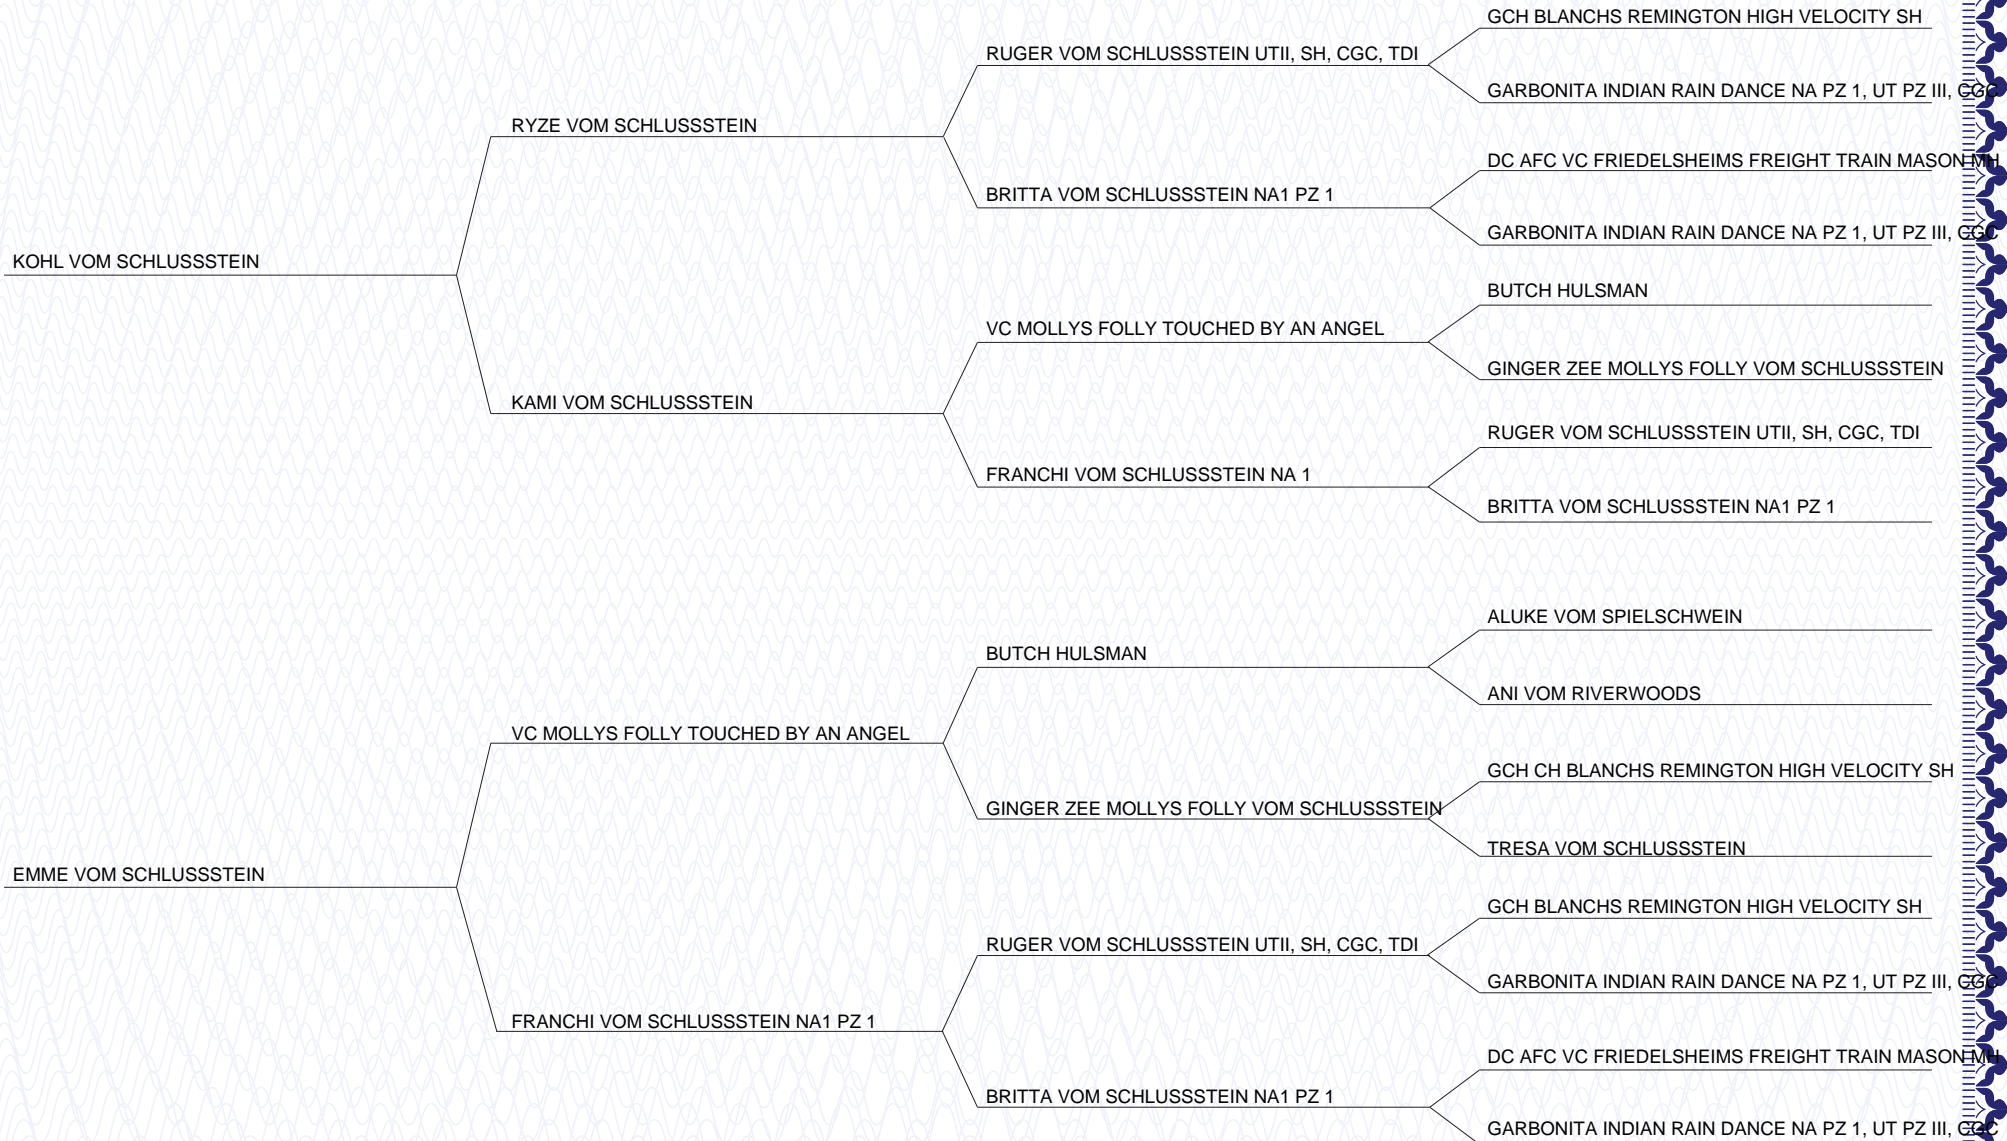 GCH BLANCHS REMINGTON HIGH VELOCITY SH
RUGER VOM SCHLUSSSTEIN UTII, SH, CGC, TDI
GARBONITA INDIAN RAIN DANCE NA PZ 1, UT PZ III, CGC
RYZE VOM SCHLUSSSTEIN
DC AFC VC FRIEDELSHEIMS FREIGHT TRAIN MASON MH
BRITTA VOM SCHLUSSSTEIN NA1 PZ 1
GARBONITA INDIAN RAIN DANCE NA PZ 1, UT PZ III, CGC
KOHL VOM SCHLUSSSTEIN
BUTCH HULSMAN
VC MOLLYS FOLLY TOUCHED BY AN ANGEL
GINGER ZEE MOLLYS FOLLY VOM SCHLUSSSTEIN
KAMI VOM SCHLUSSSTEIN
RUGER VOM SCHLUSSSTEIN UTII, SH, CGC, TDI
FRANCHI VOM SCHLUSSSTEIN NA 1
BRITTA VOM SCHLUSSSTEIN NA1 PZ 1
ALUKE VOM SPIELSCHWEIN
BUTCH HULSMAN
ANI VOM RIVERWOODS
VC MOLLYS FOLLY TOUCHED BY AN ANGEL
GCH CH BLANCHS REMINGTON HIGH VELOCITY SH
GINGER ZEE MOLLYS FOLLY VOM SCHLUSSSTEIN
TRESA VOM SCHLUSSSTEIN
EMME VOM SCHLUSSSTEIN
GCH BLANCHS REMINGTON HIGH VELOCITY SH
RUGER VOM SCHLUSSSTEIN UTII, SH, CGC, TDI
GARBONITA INDIAN RAIN DANCE NA PZ 1, UT PZ III, CGC
FRANCHI VOM SCHLUSSSTEIN NA1 PZ 1
DC AFC VC FRIEDELSHEIMS FREIGHT TRAIN MASON MH
BRITTA VOM SCHLUSSSTEIN NA1 PZ 1
GARBONITA INDIAN RAIN DANCE NA PZ 1, UT PZ III, CGC